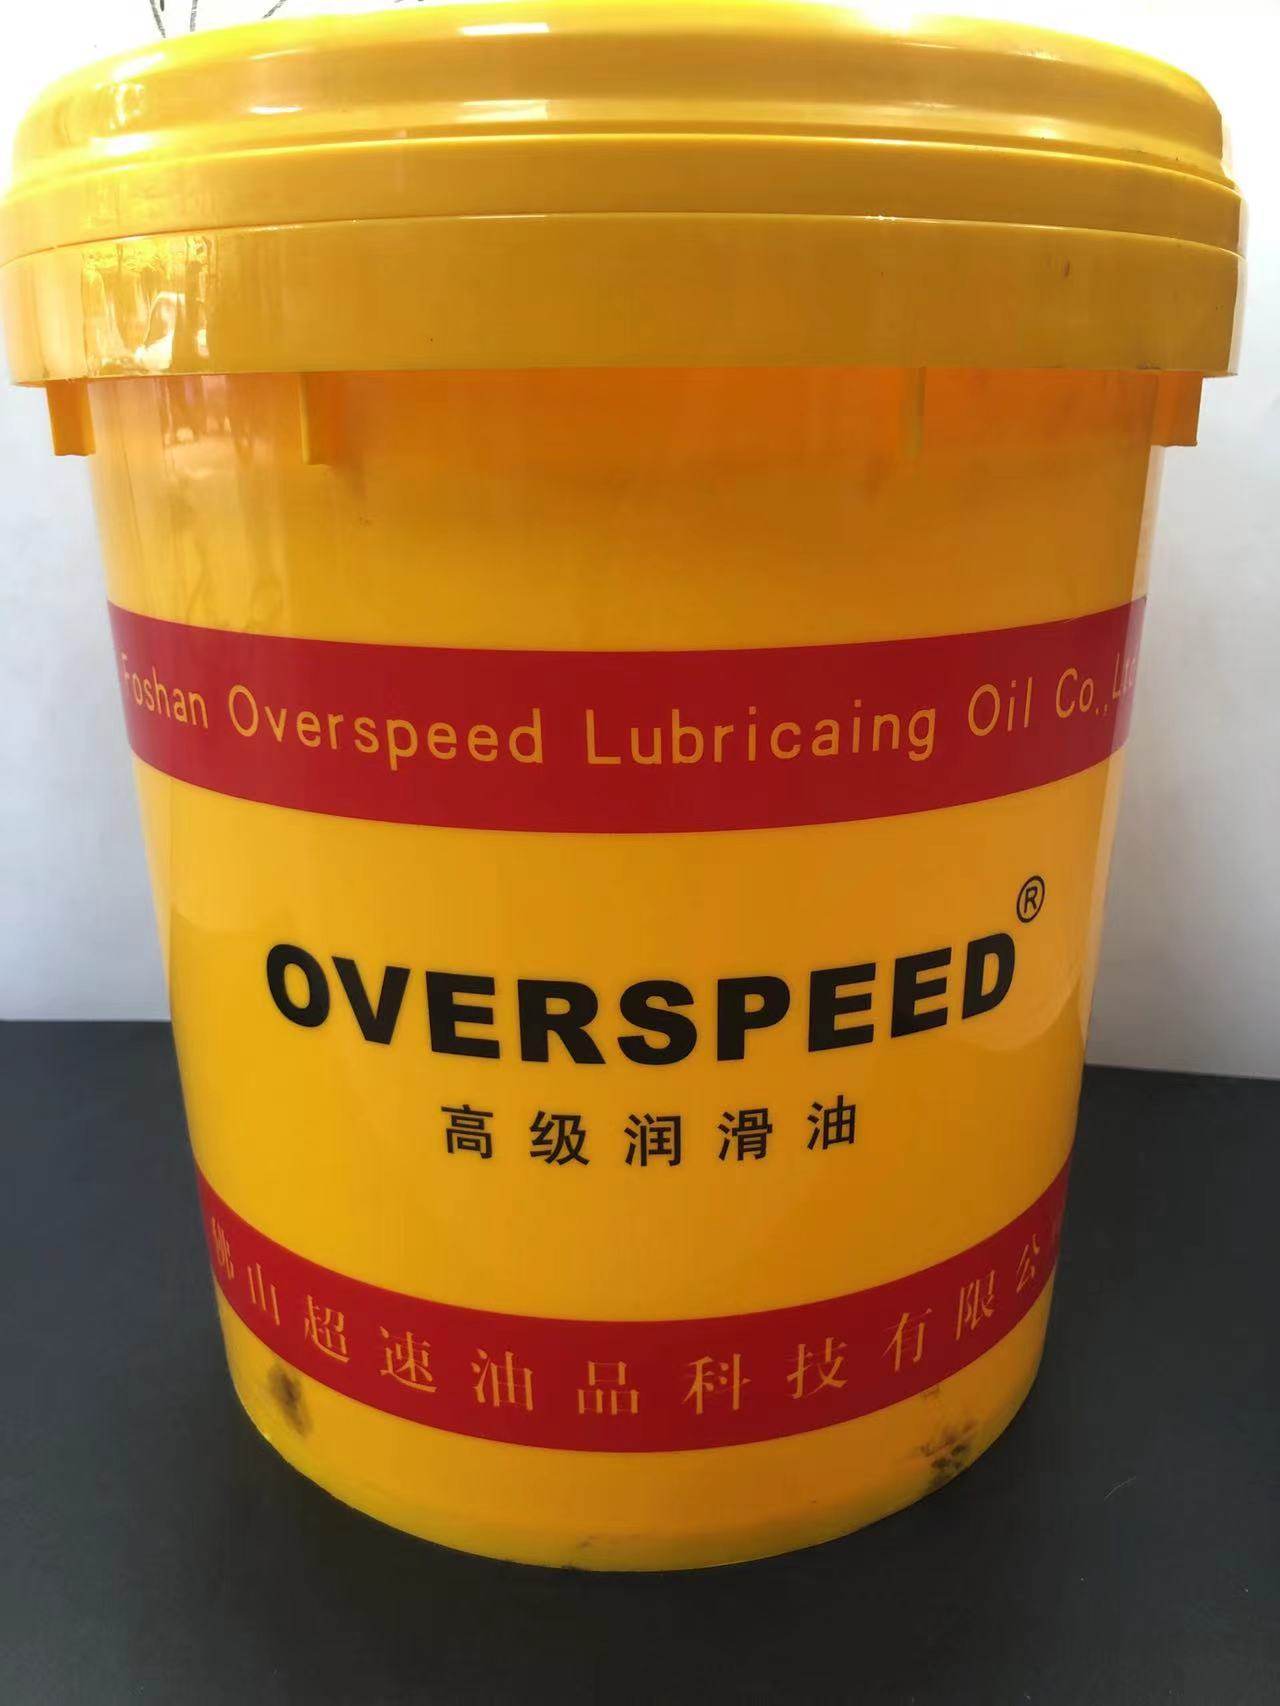 Foshan Overspeed Lubricaing Oil Co.,Ltd
OVERSPEED®
高级润滑油
佛山超速油品科技有限公